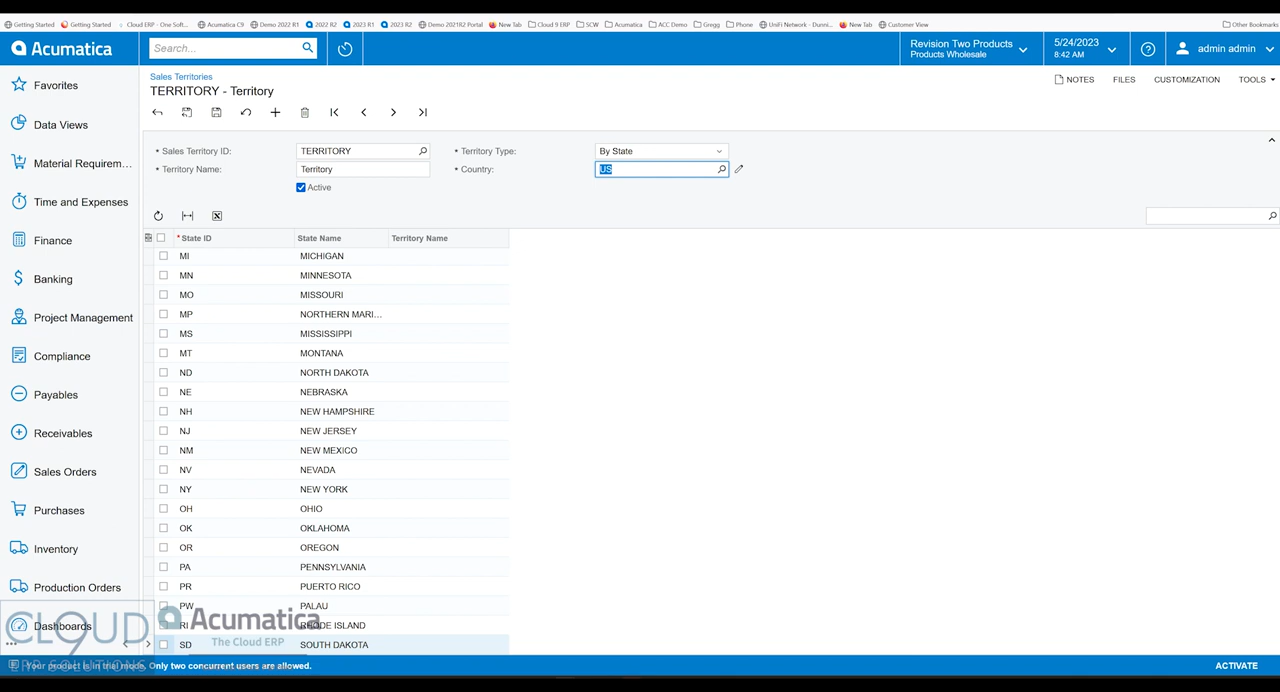 Getting Started
Getting Started
Cloud ERP - One Soft...
Acumatica C9
Demo 2022 R1
2022 R2
2023 R1
2023 R2
Demo 2021R2 Portal
New Tab
Cloud 9 ERP
SCW
Acumatica
ACC Demo
Gregg
Phone
UniFi Network - Dunni...
New Tab
Customer View
Other Bookmarks
Acumatica
Search...
Revision Two Products
Products Wholesale
5/24/2023
8:42 AM
admin admin
Sales Territories
TERRITORY - Territory
NOTES
FILES
CUSTOMIZATION
TOOLS
Favorites
Data Views
Material Requirem...
Time and Expenses
Finance
Banking
Project Management
Compliance
Payables
Receivables
Sales Orders
Purchases
Inventory
Production Orders
Dashboards
• Sales Territory ID: TERRITORY
• Territory Type: By State
• Territory Name: Territory
• Country: US
Active
* State ID State Name Territory Name
MI MICHIGAN
MN MINNESOTA
MO MISSOURI
MP NORTHERN MARI...
MS MISSISSIPPI
MT MONTANA
ND NORTH DAKOTA
NE NEBRASKA
NH NEW HAMPSHIRE
NJ NEW JERSEY
NM NEW MEXICO
NV NEVADA
NY NEW YORK
OH OHIO
OK OKLAHOMA
OR OREGON
PA PENNSYLVANIA
PR PUERTO RICO
PW PALAU
RI RHODE ISLAND
SD SOUTH DAKOTA
CLOUD 9
ERP SOLUTIONS
Acumatica
The Cloud ERP
Your product is in trial mode. Only two concurrent users are allowed.
ACTIVATE